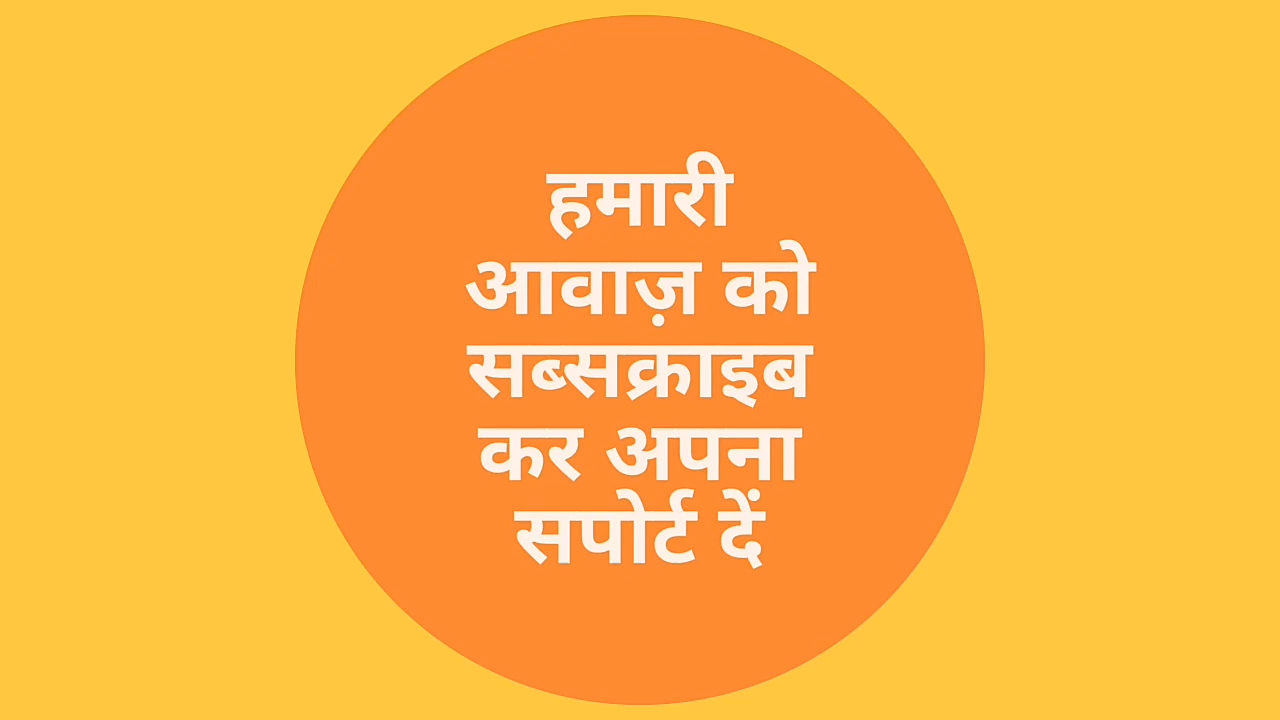 हमारी
आवाज़ को
सब्सक्राइब
कर अपना
सपोर्ट दें